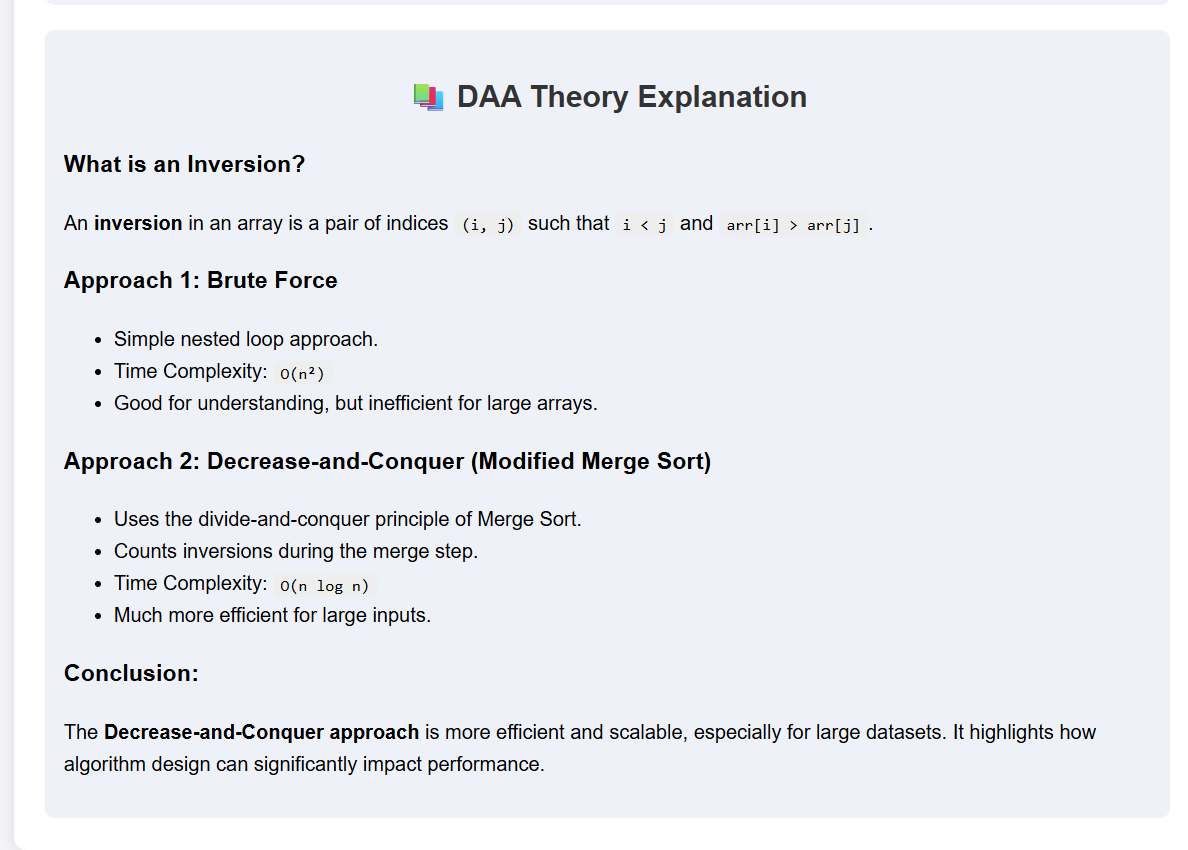 📚 DAA Theory Explanation
What is an Inversion?
An inversion in an array is a pair of indices (i, j) such that i < j and arr[i] > arr[j] .
Approach 1: Brute Force
• Simple nested loop approach.
• Time Complexity: O(n²)
• Good for understanding, but inefficient for large arrays.
Approach 2: Decrease-and-Conquer (Modified Merge Sort)
• Uses the divide-and-conquer principle of Merge Sort.
• Counts inversions during the merge step.
• Time Complexity: O(n log n)
• Much more efficient for large inputs.
Conclusion:
The Decrease-and-Conquer approach is more efficient and scalable, especially for large datasets. It highlights how
algorithm design can significantly impact performance.